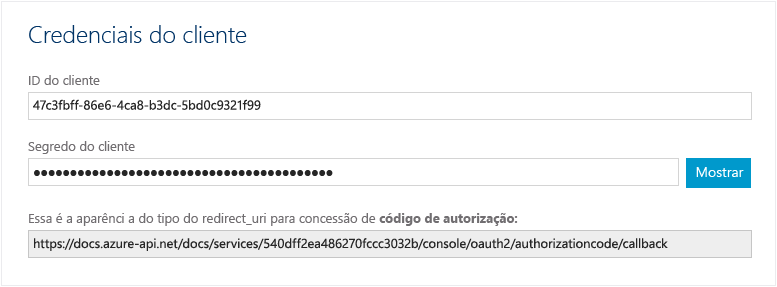 Credenciais do cliente
ID do cliente
47c3fbff-86e6-4ca8-b3dc-5bd0c9321f99
Segredo do cliente
●●●●●●●●●●●●●●●●●●●●●●●●●●●●●●●●●●●●●●●●● Mostrar
Essa é a aparênci a do tipo do redirect_uri para concessão de código de autorização:
https://docs.azure-api.net/docs/services/540dff2ea486270fccc3032b/console/oauth2/authorizationcode/callback